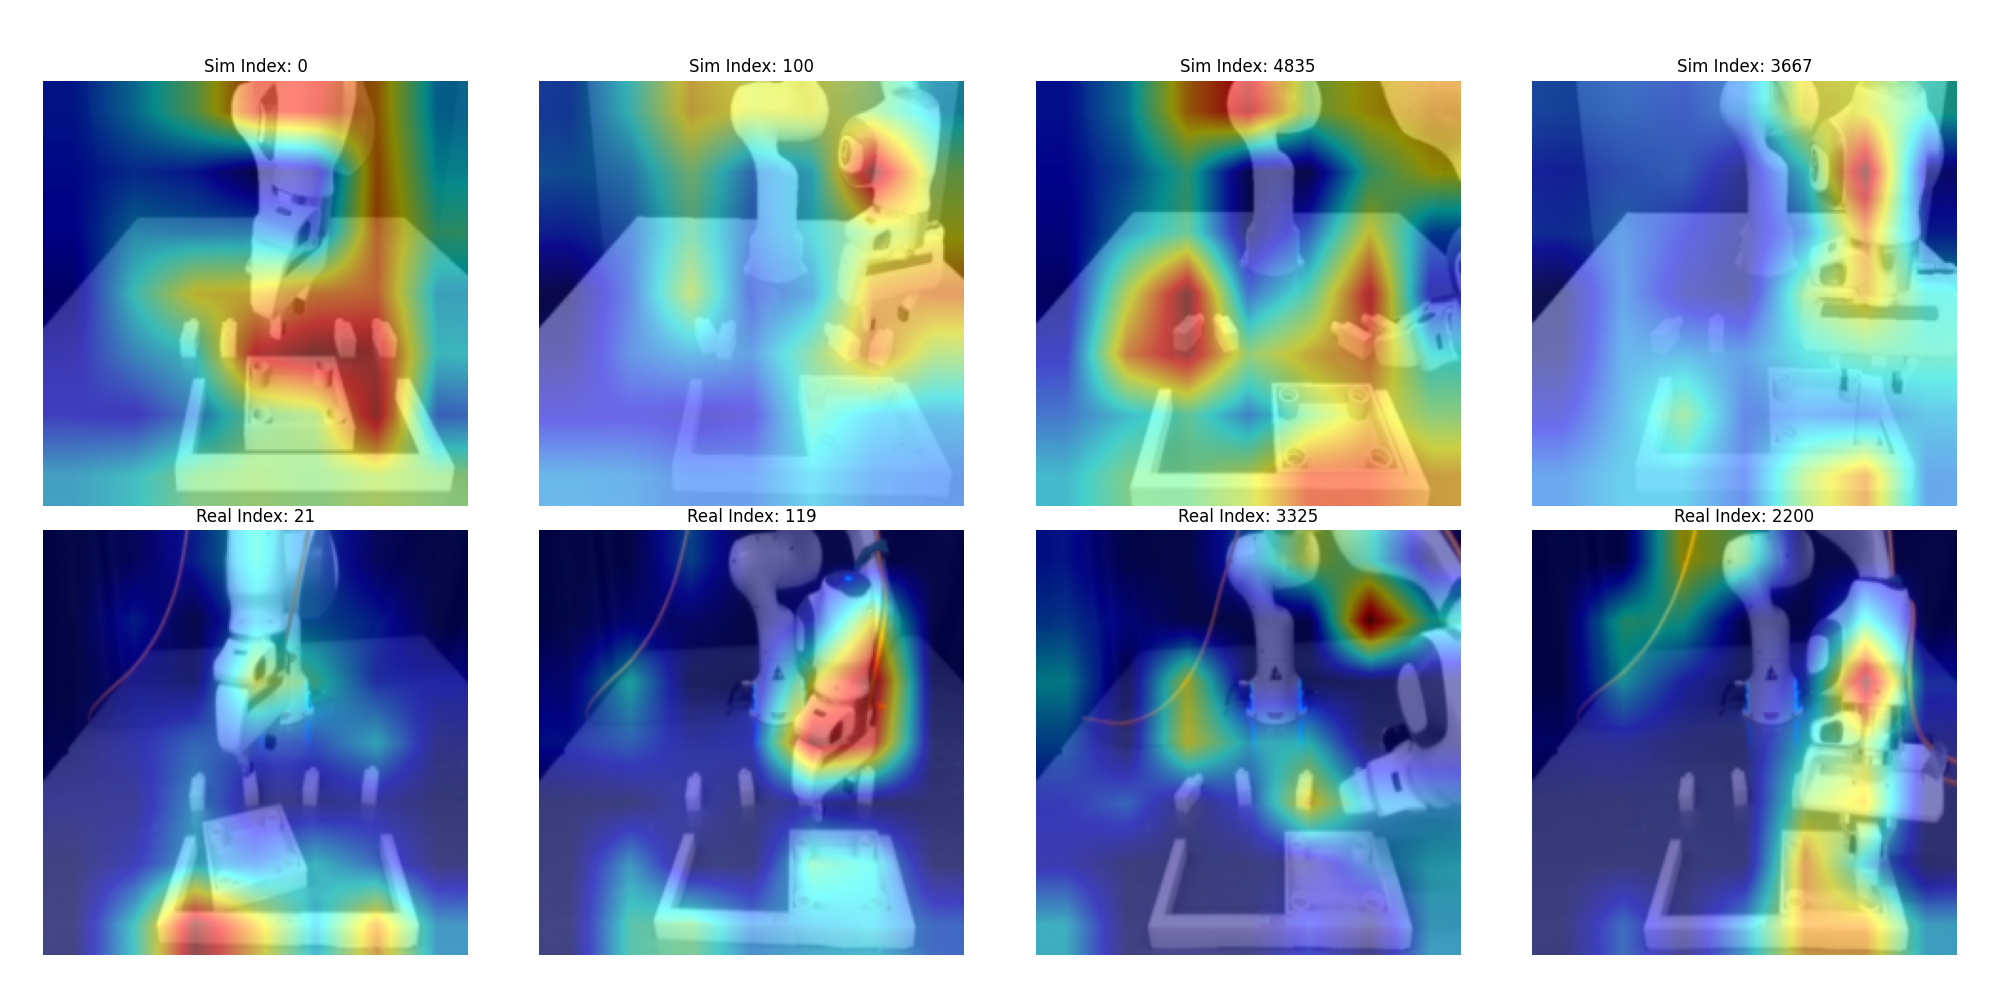 Sim Index: 0
Sim Index: 100
Sim Index: 4835
Sim Index: 3667
Real Index: 21
Real Index: 119
Real Index: 3325
Real Index: 2200